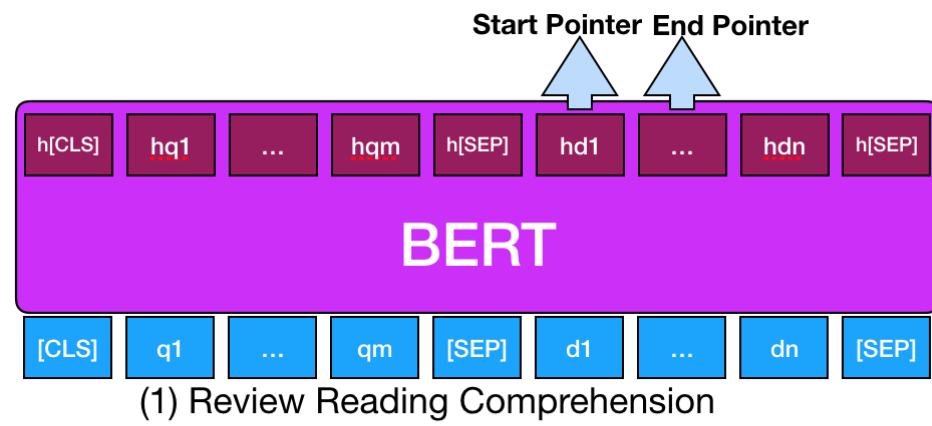 Start Pointer End Pointer
h[CLS] hq1 ... hqm h[SEP] hd1 ... hdn h[SEP]
BERT
[CLS] q1 ... qm [SEP] d1 ... dn [SEP]
(1) Review Reading Comprehension